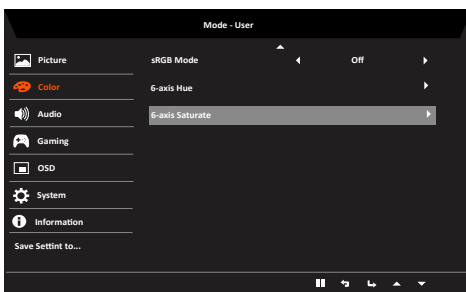 Mode - User
Picture
sRGB Mode Off
Color
6-axis Hue
Audio
6-axis Saturate
Gaming
OSD
System
Information
Save Settint to...